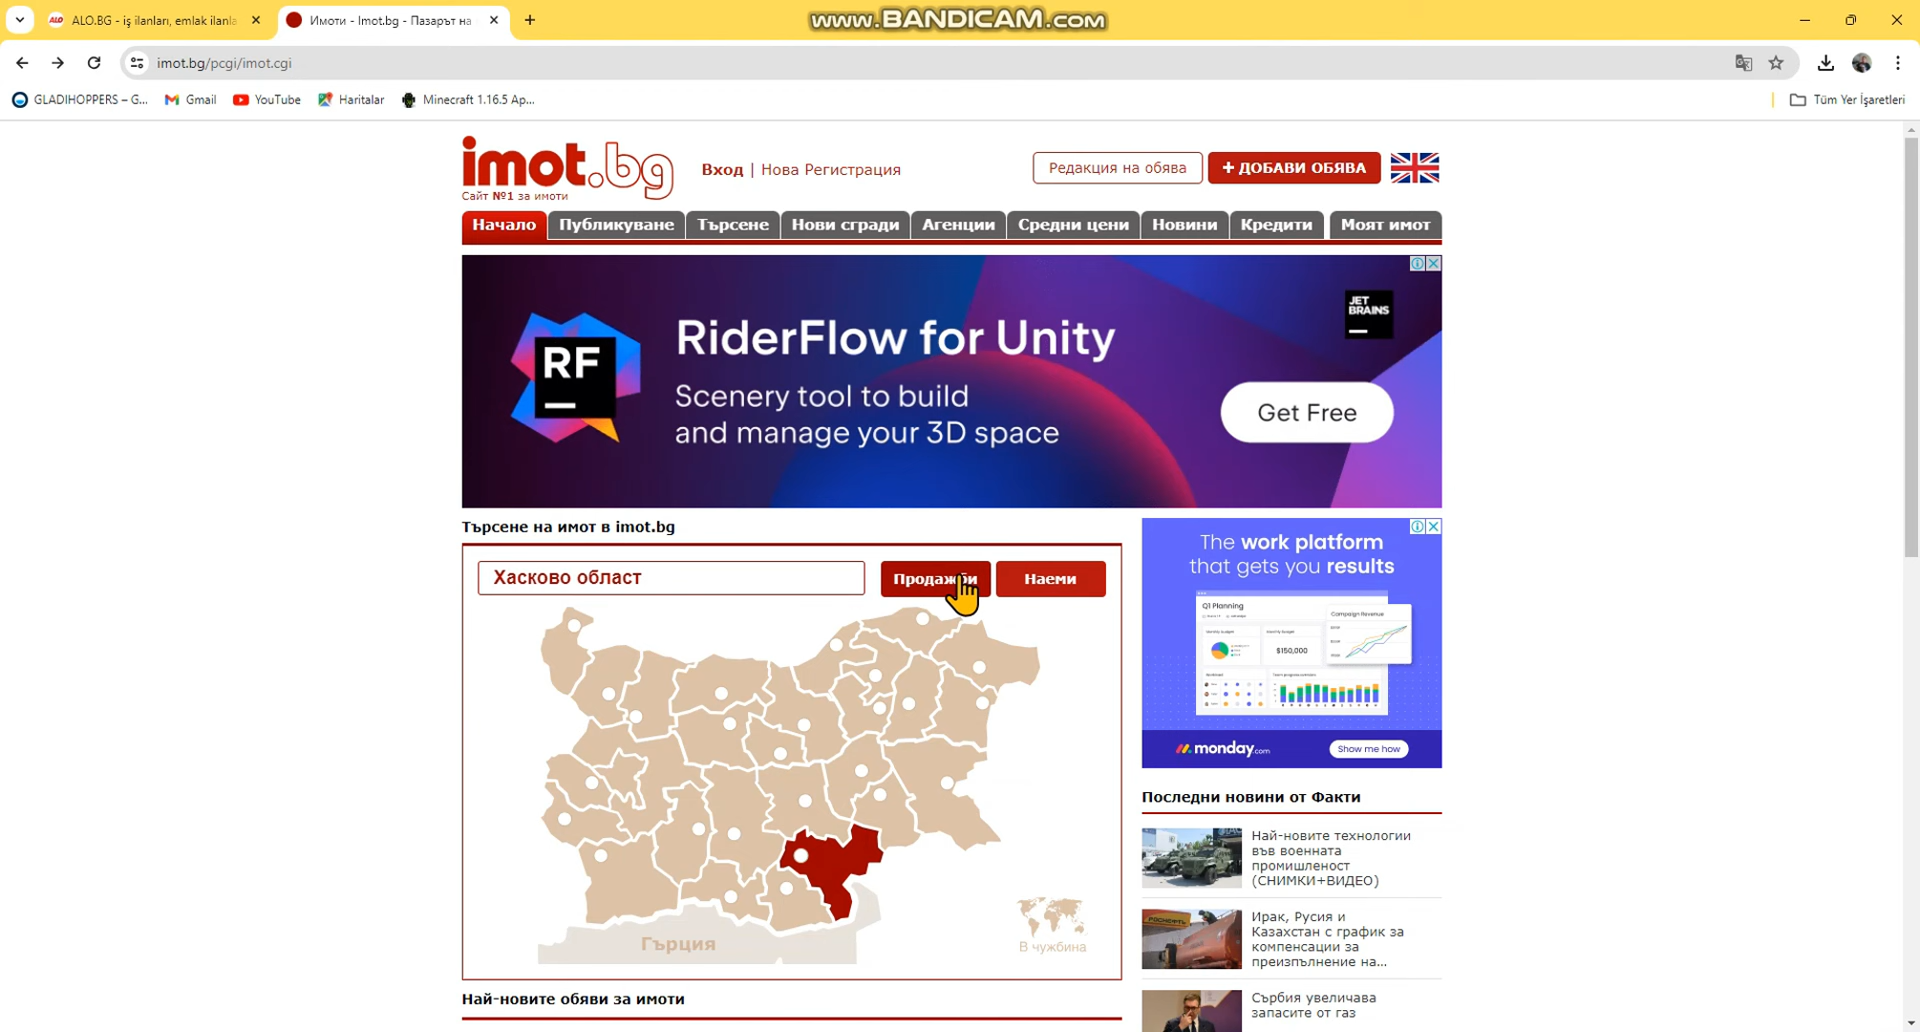 ALO.BG - iş ilanları, emlak ilanla
Имоти - Imot.bg - Пазарът на
www.BANDICAM.com
imot.bg/pcgi/imot.cgi
GLADIHOPPERS – G...
Gmail
YouTube
Haritalar
Minecraft 1.16.5 Ap...
Tüm Yer İşaretleri
imot.bg
Сайт №1 за имоти
Вход | Нова Регистрация
Редакция на обява
+ ДОБАВИ ОБЯВА
Начало
Публикуване
Търсене
Нови сгради
Агенции
Средни цени
Новини
Кредити
Моят имот
RF
RiderFlow for Unity
Scenery tool to build
and manage your 3D space
JET
BRAINS
Get Free
Търсене на имот в imot.bg
Хасково област
Продажби
Наеми
Гърция
В чужбина
Най-новите обяви за имоти
The work platform
that gets you results
Q1 Planning
Campaign Revenue
$150,000
monday.com
Show me how
Последни новини от Факти
Най-новите технологии
във военната
промишленост
(СНИМКИ+ВИДЕО)
Ирак, Русия и
Казахстан с график за
компенсации за
преизпълнение на...
Сърбия увеличава
запасите от газ